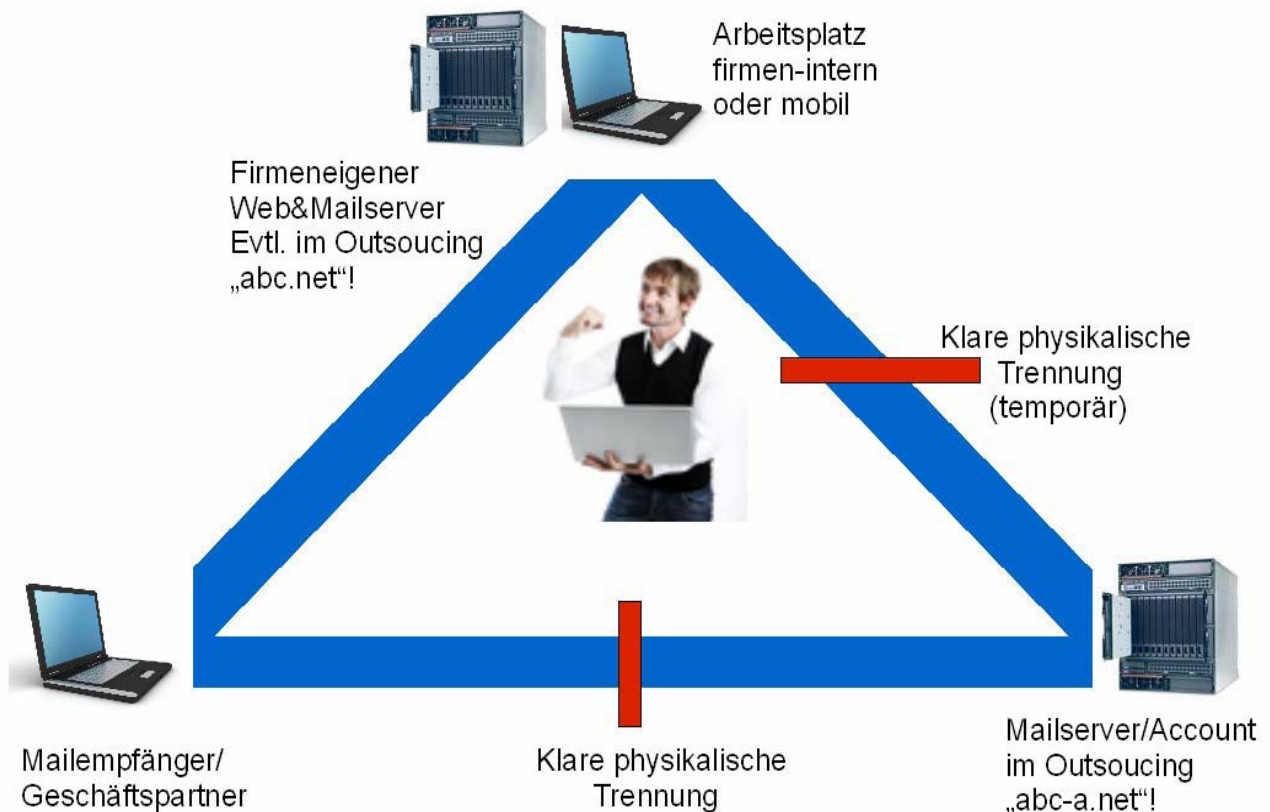 Arbeitsplatz
firmen-intern
oder mobil
Firmeneigener
Web&Mailserver
Evtl. im Outsoucing
„abc.net“!
Klare physikalische
Trennung
(temporär)
Mailempfänger/
Geschäftspartner
Klare physikalische
Trennung
Mailserver/Account
im Outsoucing
„abc-a.net“!